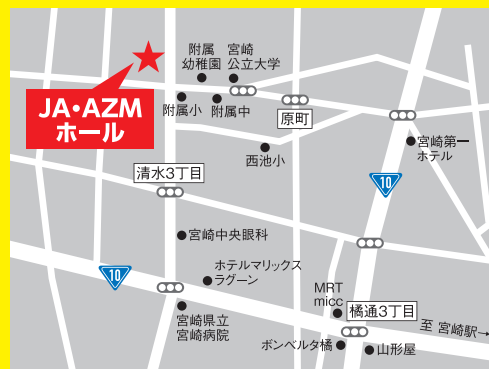 附属
幼稚園
宮崎
公立大学
JA・AZM
ホール
附属小
附属中
原町
宮崎第一
ホテル
西池小
清水3丁目
10
宮崎中央眼科
10
ホテルマリックス
ラグーン
MRT
micc
橘通3丁目
宮崎県立
宮崎病院
至 宮崎駅→
ボンベルタ橘
山形屋